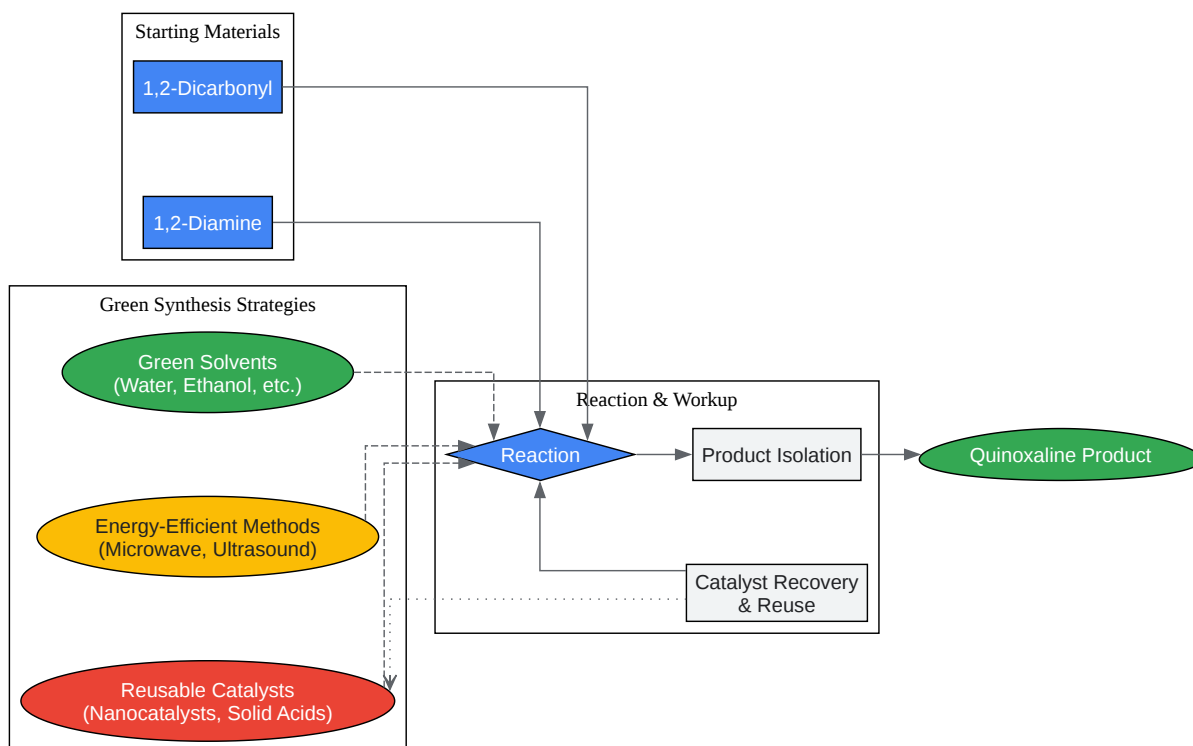 Starting Materials
1,2-Dicarbonyl
1,2-Diamine
Green Synthesis Strategies
Green Solvents
(Water, Ethanol, etc.)
Energy-Efficient Methods
(Microwave, Ultrasound)
Reusable Catalysts
(Nanocatalysts, Solid Acids)
Reaction & Workup
Reaction
Product Isolation
Catalyst Recovery
& Reuse
Quinoxaline Product